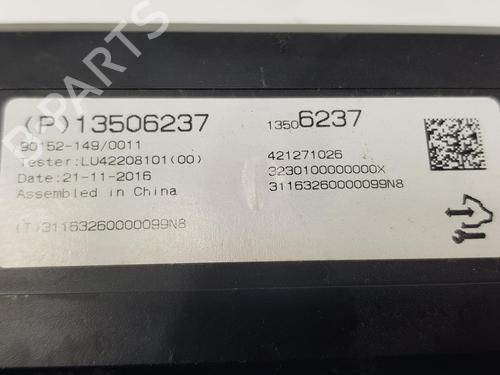 (P)13506237
90152-149/0011
Tester:LU42208101(00)
Date:21-11-2016
Assembled in China
(T)31163260000099N8
13506237
421271026
3230100000000X
31163260000099N8
B-PARTS